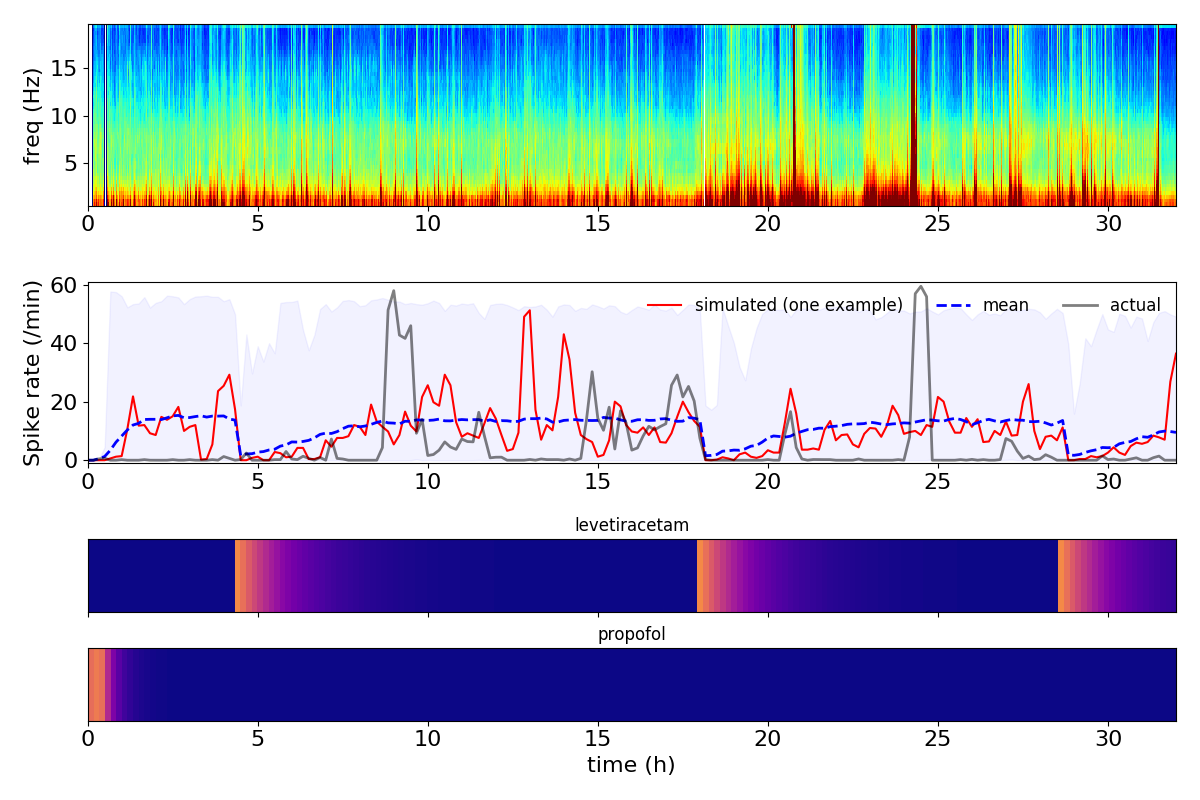 freq (Hz)
15
10
5
0 5 10 15 20 25 30
Spike rate (/min)
60
40
20
0
simulated (one example) mean actual
0 5 10 15 20 25 30
levetiracetam
propofol
0 5 10 15 20 25 30
time (h)